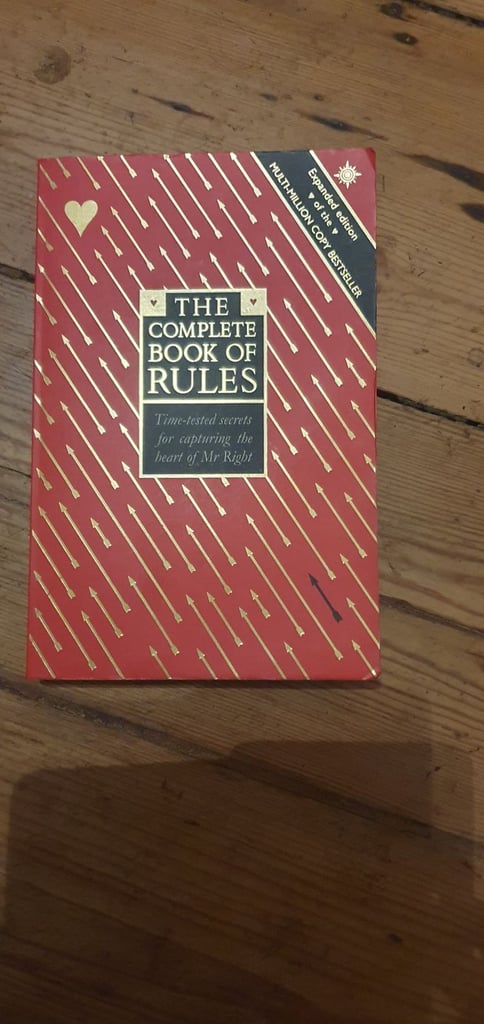 Expanded edition
of the
MULTI-MILLION COPY BESTSELLER
THE
COMPLETE
BOOK OF
RULES
Time-tested secrets
for capturing the
heart of Mr Right